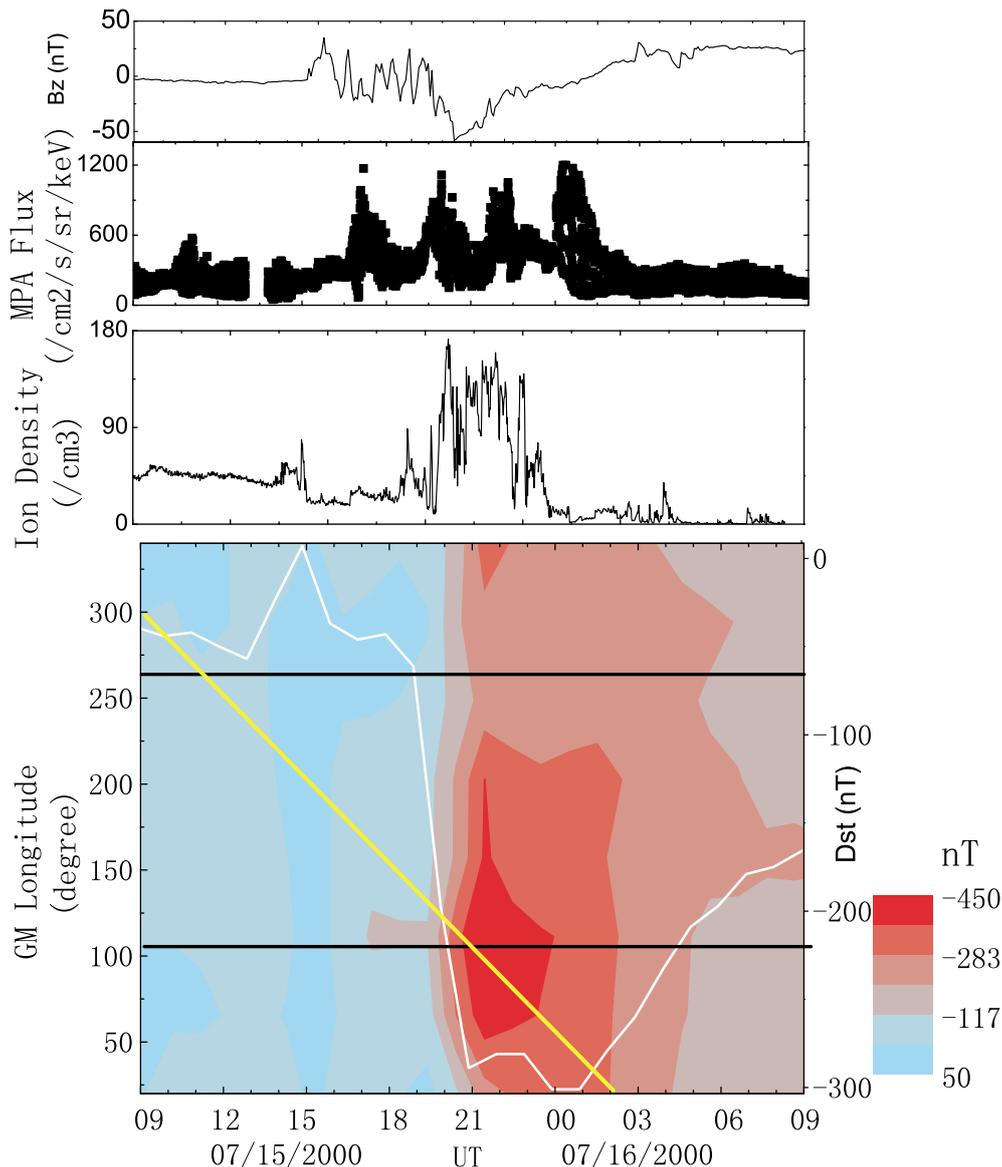 50
0
-50
Bz (nT)
1200
600
0
MPA Flux
(/cm2/s/sr/keV)
180
90
0
Ion Density
(/cm3)
300
250
200
150
100
50
GM Longitude
(degree)
0
-100
-200
-300
Dst (nT)
nT
-450
-283
-117
50
09 12 15 18 21 00 03 06 09
07/15/2000 UT 07/16/2000